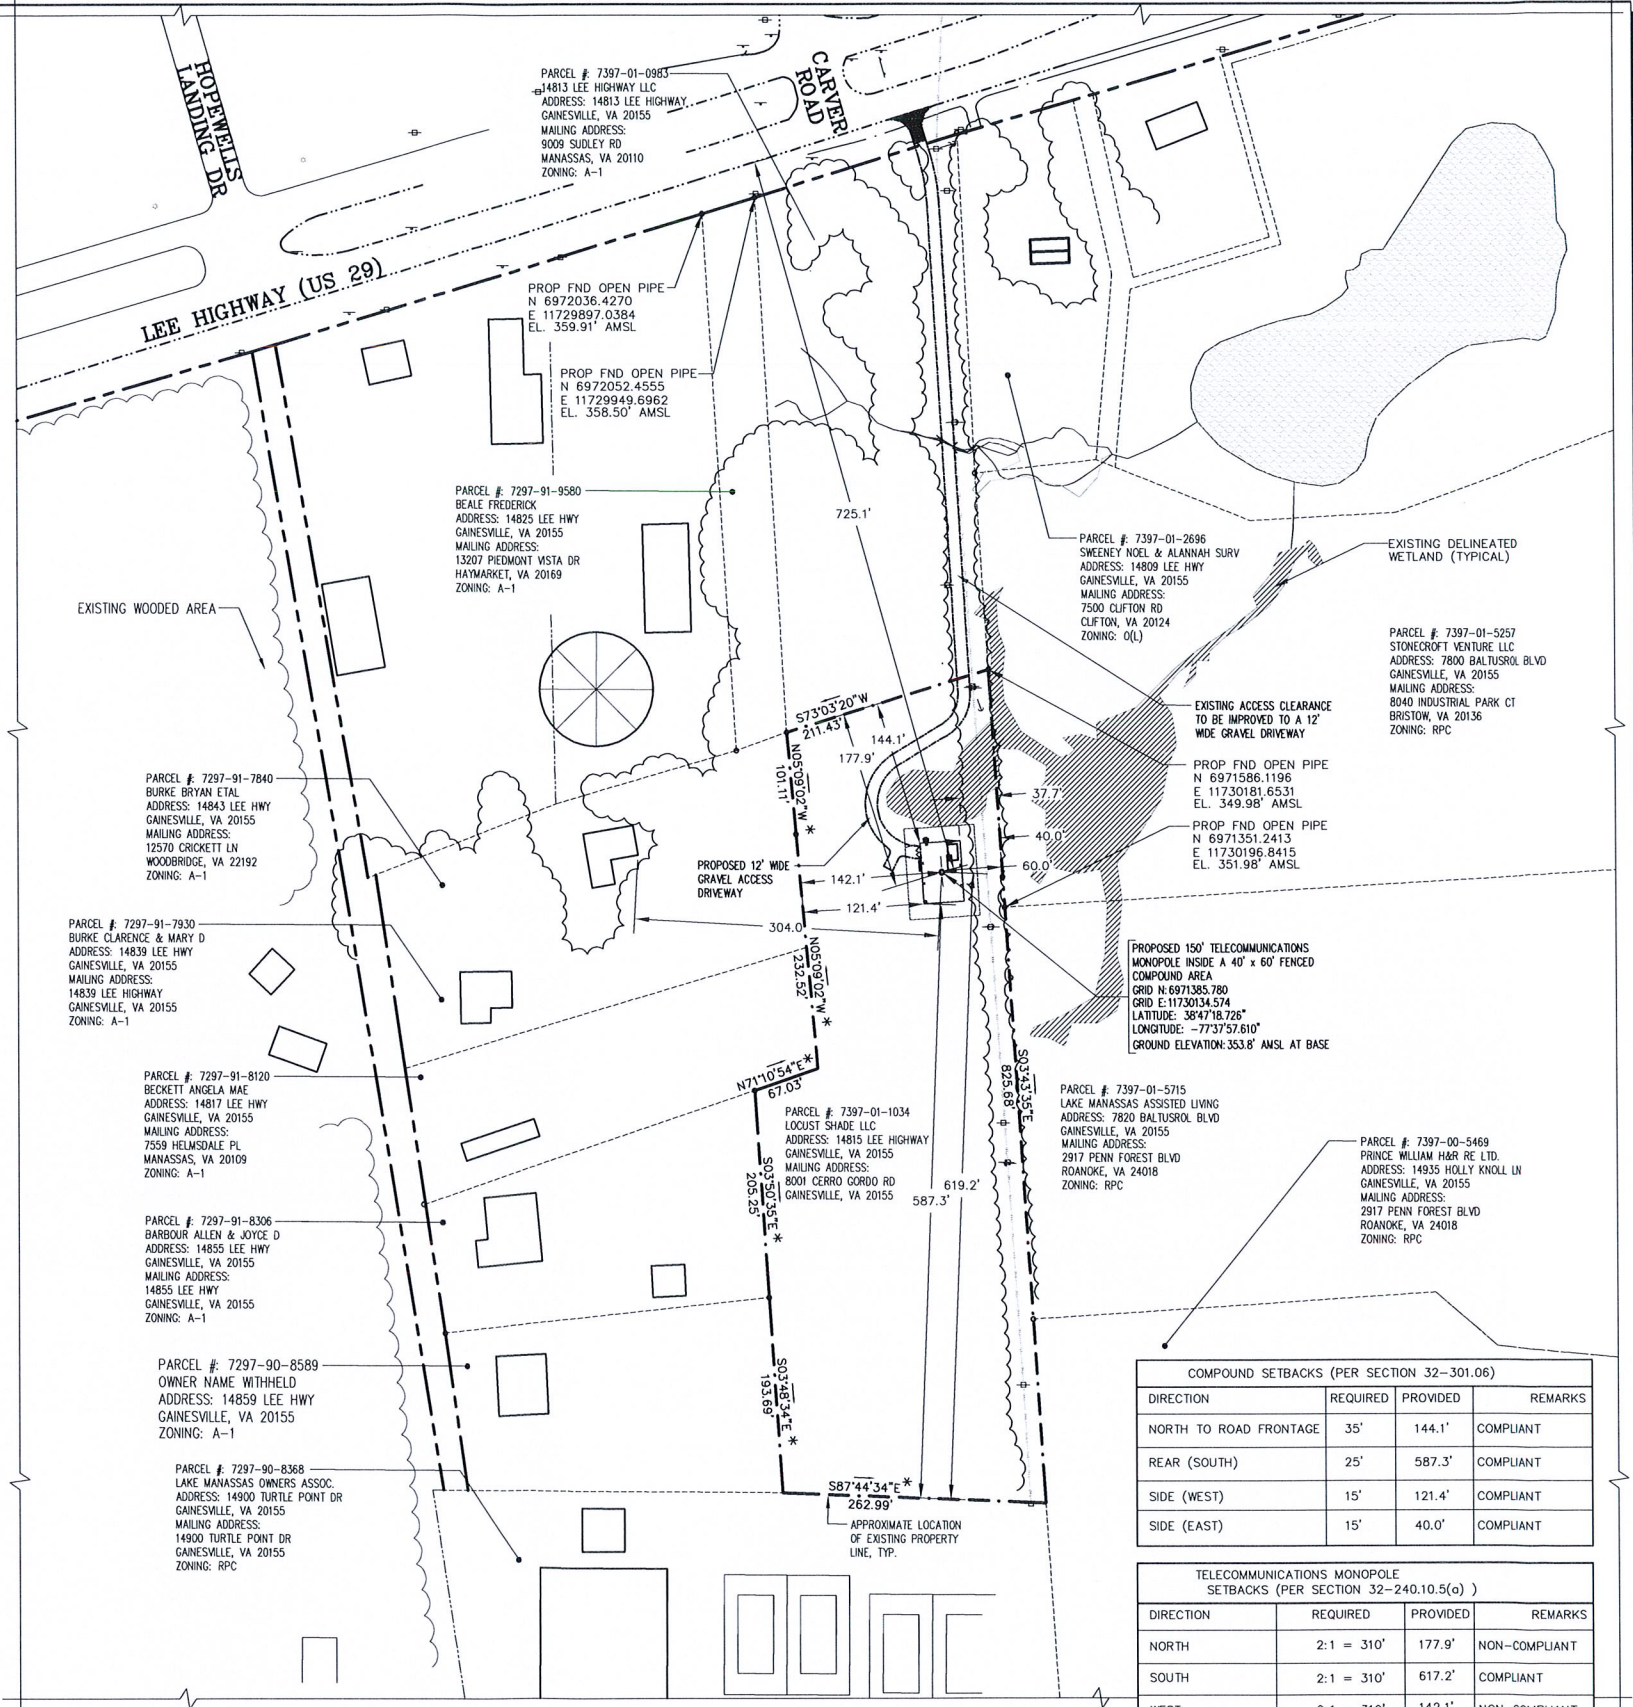 HOPEWELLS
LANDING DR
CARVER
ROAD
LEE HIGHWAY (US 29)
PARCEL #: 7397-01-0983
14813 LEE HIGHWAY LLC
ADDRESS: 14813 LEE HIGHWAY
GAINESVILLE, VA 20155
MAILING ADDRESS:
9009 SUDLEY RD
MANASSAS, VA 20110
ZONING: A-1
PROP FND OPEN PIPE
N 6972036.4270
E 11729897.0384
EL. 359.91' AMSL
PROP FND OPEN PIPE
N 6972052.4555
E 11729949.6962
EL. 358.50' AMSL
PARCEL #: 7297-91-9580
BEALE FREDERICK
ADDRESS: 14825 LEE HWY
GAINESVILLE, VA 20155
MAILING ADDRESS:
13207 PIEDMONT VISTA DR
HAYMARKET, VA 20169
ZONING: A-1
725.1'
PARCEL #: 7397-01-2696
SWEENEY NOEL & ALANNAH SURV
ADDRESS: 14809 LEE HWY
GAINESVILLE, VA 20155
MAILING ADDRESS:
7500 CLIFTON RD
CLIFTON, VA 20124
ZONING: O(L)
EXISTING DELINEATED
WETLAND (TYPICAL)
EXISTING WOODED AREA
PARCEL #: 7397-01-5257
STONECROFT VENTURE LLC
ADDRESS: 7800 BALTUSROL BLVD
GAINESVILLE, VA 20155
MAILING ADDRESS:
8040 INDUSTRIAL PARK CT
BRISTOW, VA 20136
ZONING: RPC
EXISTING ACCESS CLEARANCE
TO BE IMPROVED TO A 12'
WIDE GRAVEL DRIVEWAY
S73°03'20"W
211.43'
144.1'
177.9'
N05°09'02"W *
101.11'
PROP FND OPEN PIPE
N 6971586.1196
E 11730181.6531
EL. 349.98' AMSL
37.7'
PROP FND OPEN PIPE
N 6971351.2413
E 11730196.8415
EL. 351.98' AMSL
40.0'
60.0'
PARCEL #: 7297-91-7840
BURKE BRYAN ETAL
ADDRESS: 14843 LEE HWY
GAINESVILLE, VA 20155
MAILING ADDRESS:
12570 CRICKETT LN
WOODBRIDGE, VA 22192
ZONING: A-1
PROPOSED 12' WIDE
GRAVEL ACCESS
DRIVEWAY
142.1'
121.4'
304.0'
PARCEL #: 7297-91-7930
BURKE CLARENCE & MARY D
ADDRESS: 14839 LEE HWY
GAINESVILLE, VA 20155
MAILING ADDRESS:
14839 LEE HIGHWAY
GAINESVILLE, VA 20155
ZONING: A-1
N05°09'02"W *
232.52'
PROPOSED 150' TELECOMMUNICATIONS
MONOPOLE INSIDE A 40' x 60' FENCED
COMPOUND AREA
GRID N:6971385.780
GRID E:11730134.574
LATITUDE: 38°47'18.726"
LONGITUDE: -77°37'57.610"
GROUND ELEVATION:353.8' AMSL AT BASE
PARCEL #: 7297-91-8120
BECKETT ANGELA MAE
ADDRESS: 14817 LEE HWY
GAINESVILLE, VA 20155
MAILING ADDRESS:
7559 HELMSDALE PL
MANASSAS, VA 20109
ZONING: A-1
N71°10'54"E *
67.03'
S03°43'35"E
825.68'
PARCEL #: 7397-01-1034
LOCUST SHADE LLC
ADDRESS: 14815 LEE HIGHWAY
GAINESVILLE, VA 20155
MAILING ADDRESS:
8001 CERRO GORDO RD
GAINESVILLE, VA 20155
PARCEL #: 7397-01-5715
LAKE MANASSAS ASSISTED LIVING
ADDRESS: 7820 BALTUSROL BLVD
GAINESVILLE, VA 20155
MAILING ADDRESS:
2917 PENN FOREST BLVD
ROANOKE, VA 24018
ZONING: RPC
PARCEL #: 7397-00-5469
PRINCE WILLIAM H&R RE LTD.
ADDRESS: 14935 HOLLY KNOLL LN
GAINESVILLE, VA 20155
MAILING ADDRESS:
2917 PENN FOREST BLVD
ROANOKE, VA 24018
ZONING: RPC
S03°50'35"E *
205.25'
619.2'
587.3'
PARCEL #: 7297-91-8306
BARBOUR ALLEN & JOYCE D
ADDRESS: 14855 LEE HWY
GAINESVILLE, VA 20155
MAILING ADDRESS:
14855 LEE HWY
GAINESVILLE, VA 20155
ZONING: A-1
PARCEL #: 7297-90-8589
OWNER NAME WITHHELD
ADDRESS: 14859 LEE HWY
GAINESVILLE, VA 20155
ZONING: A-1
S03°48'34"E *
193.69'
PARCEL #: 7297-90-8368
LAKE MANASSAS OWNERS ASSOC.
ADDRESS: 14900 TURTLE POINT DR
GAINESVILLE, VA 20155
MAILING ADDRESS:
14900 TURTLE POINT DR
GAINESVILLE, VA 20155
ZONING: RPC
S87°44'34"E *
262.99'
APPROXIMATE LOCATION
OF EXISTING PROPERTY
LINE, TYP.
COMPOUND SETBACKS (PER SECTION 32-301.06)
DIRECTION REQUIRED PROVIDED REMARKS
NORTH TO ROAD FRONTAGE 35' 144.1' COMPLIANT
REAR (SOUTH) 25' 587.3' COMPLIANT
SIDE (WEST) 15' 121.4' COMPLIANT
SIDE (EAST) 15' 40.0' COMPLIANT
TELECOMMUNICATIONS MONOPOLE
SETBACKS (PER SECTION 32-240.10.5(a) )
DIRECTION REQUIRED PROVIDED REMARKS
NORTH 2:1 = 310' 177.9' NON-COMPLIANT
SOUTH 2:1 = 310' 617.2' COMPLIANT